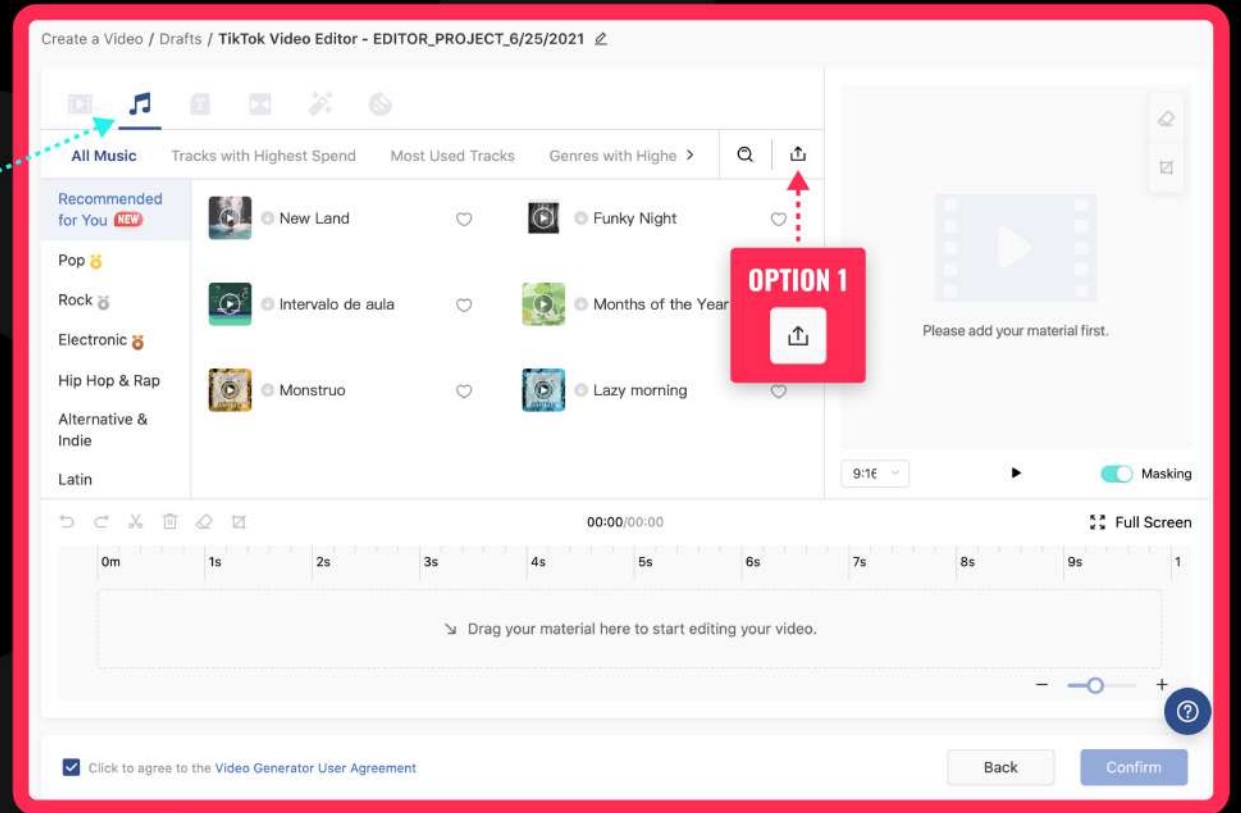 Create a Video / Drafts / TikTok Video Editor - EDITOR_PROJECT_6/25/2021
All Music
Tracks with Highest Spend
Most Used Tracks
Genres with Highe >
Recommended
for You NEW
Pop
Rock
Electronic
Hip Hop & Rap
Alternative &
Indie
Latin
New Land
Funky Night
Intervalo de aula
Months of the Year
Monstruo
Lazy morning
OPTION 1
Please add your material first.
9:16
Masking
00:00/00:00
Full Screen
0m 1s 2s 3s 4s 5s 6s 7s 8s 9s 1
Drag your material here to start editing your video.
Click to agree to the Video Generator User Agreement
Back
Confirm